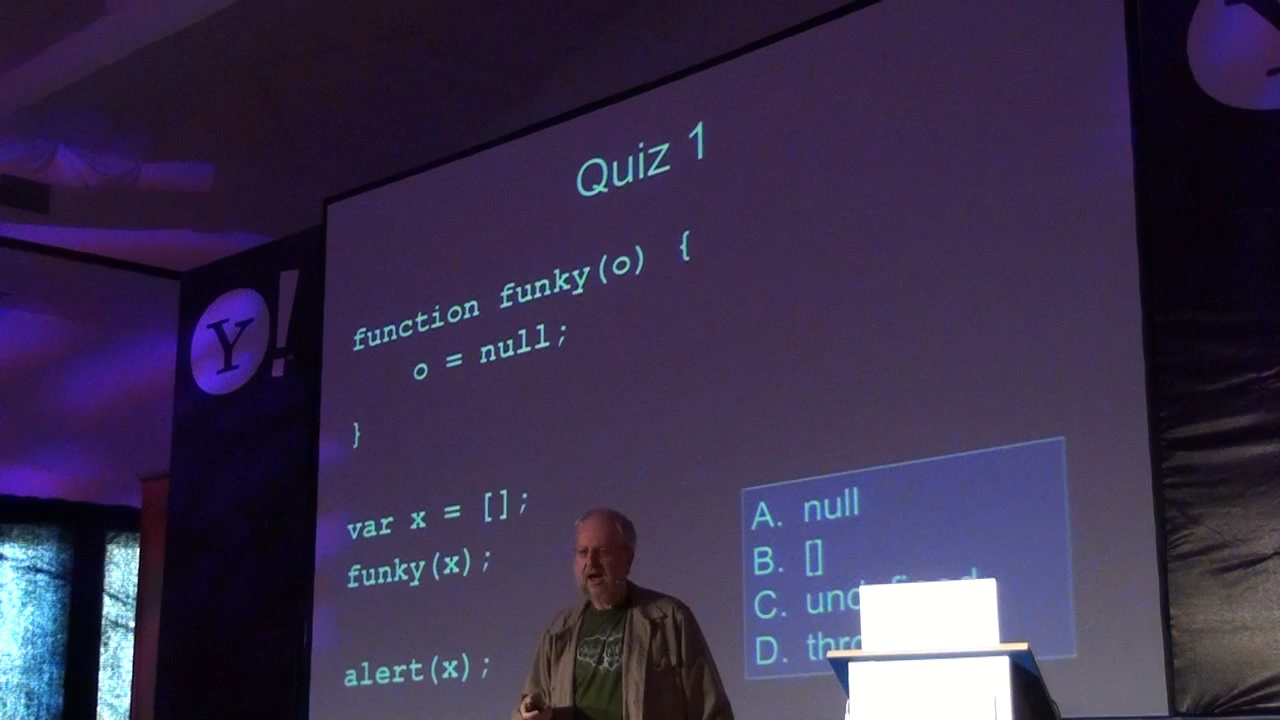 Quiz 1
function funky(o) {
o = null;
}
var x = [];
funky(x);
alert(x);
A. null
B. []
C.
D.
Y!